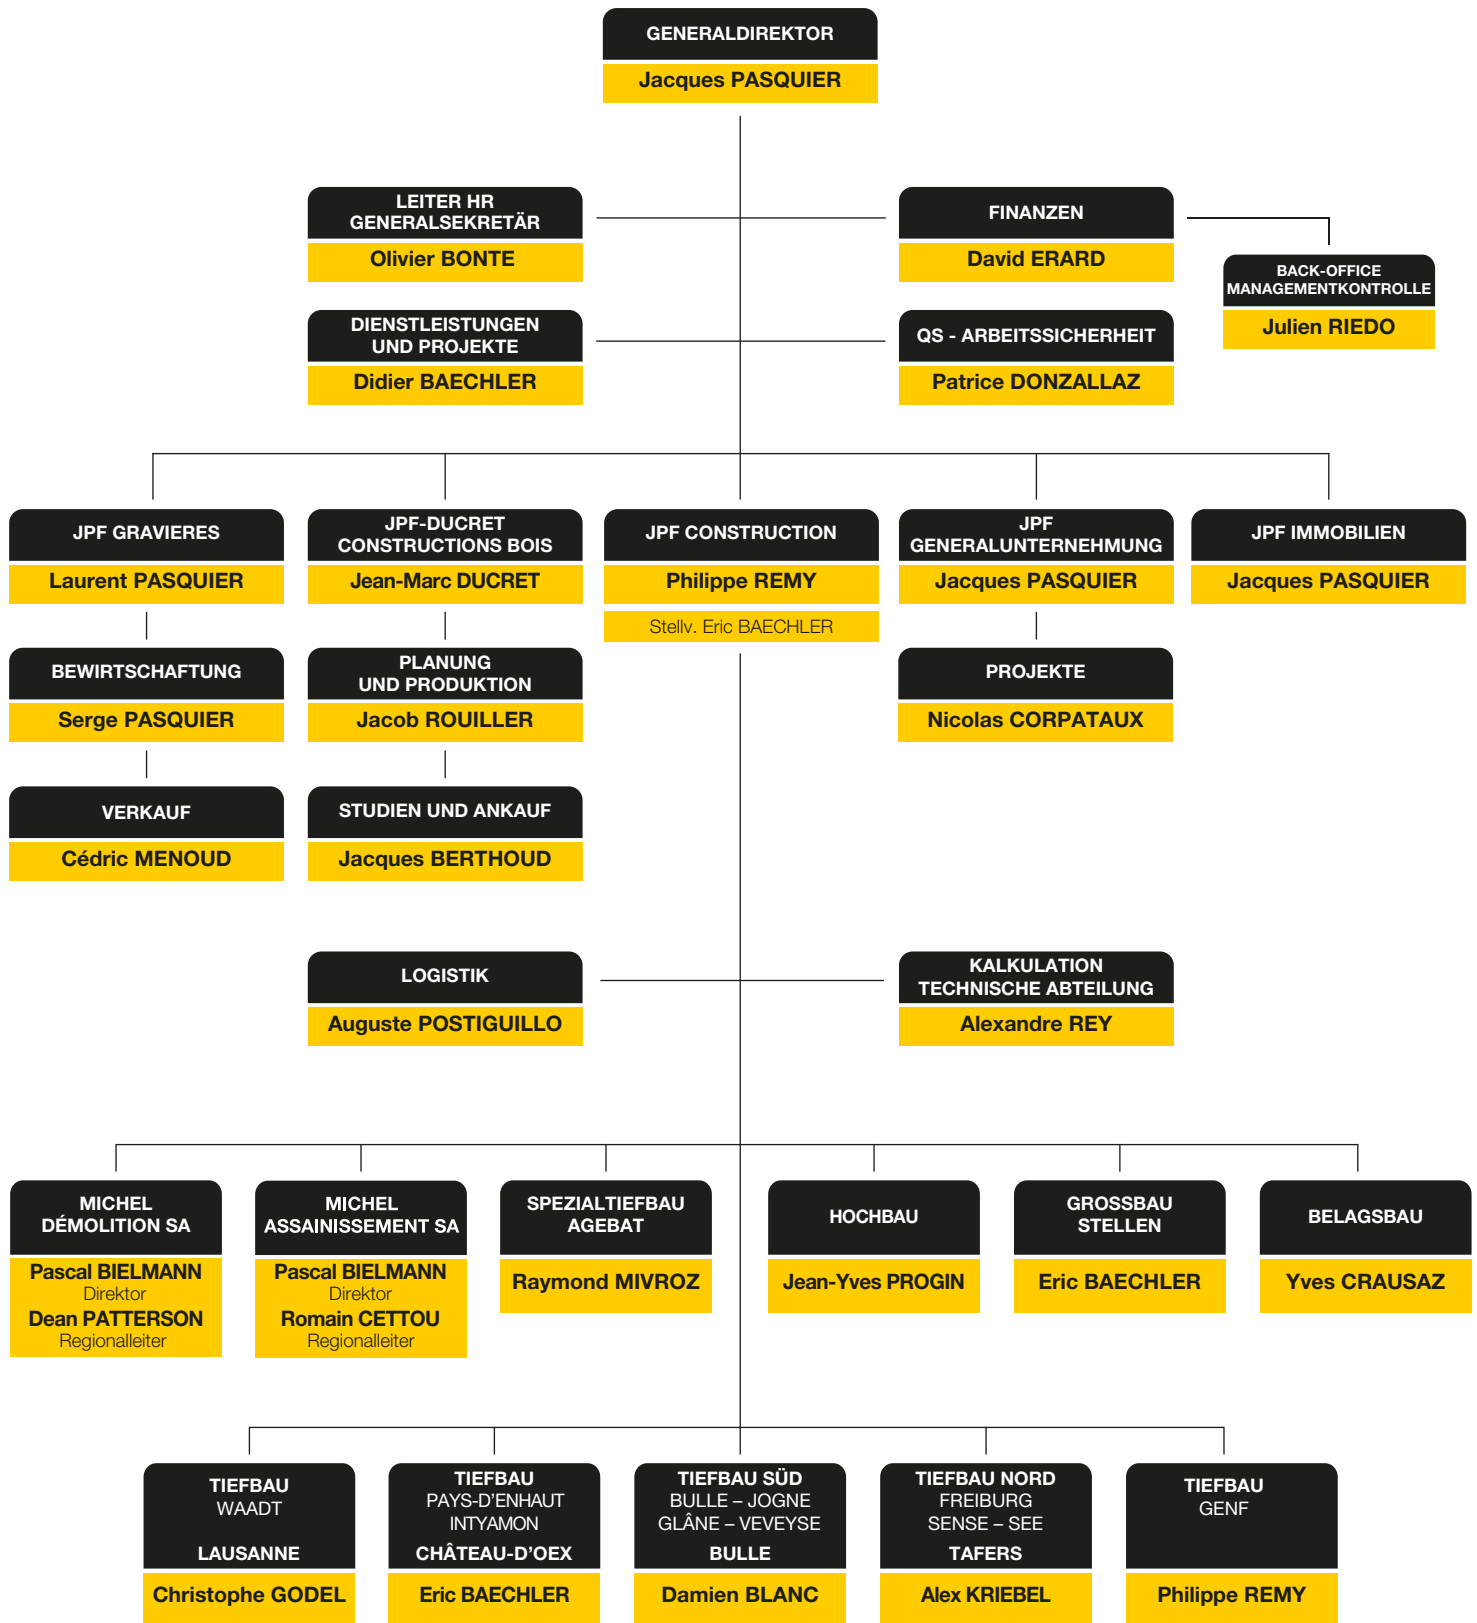 GENERALDIREKTOR
Jacques PASQUIER
LEITER HR
GENERALSEKRETÄR
Olivier BONTE
FINANZEN
David ERARD
BACK-OFFICE
MANAGEMENTKONTROLLE
Julien RIEDO
DIENSTLEISTUNGEN
UND PROJEKTE
Didier BAECHLER
QS - ARBEITSSICHERHEIT
Patrice DONZALLAZ
JPF GRAVIERES
Laurent PASQUIER
JPF-DUCRET
CONSTRUCTIONS BOIS
Jean-Marc DUCRET
JPF CONSTRUCTION
Philippe REMY
Stellv. Eric BAECHLER
JPF
GENERALUNTERNEHMUNG
Jacques PASQUIER
JPF IMMOBILIEN
Jacques PASQUIER
BEWIRTSCHAFTUNG
Serge PASQUIER
PLANUNG
UND PRODUKTION
Jacob ROUILLER
PROJEKTE
Nicolas CORPATAUX
VERKAUF
Cédric MENOUD
STUDIEN UND ANKAUF
Jacques BERTHOUD
LOGISTIK
Auguste POSTIGUILLO
KALKULATION
TECHNISCHE ABTEILUNG
Alexandre REY
MICHEL
DÉMOLITION SA
Pascal BIELMANN
Direktor
Dean PATTERSON
Regionalleiter
MICHEL
ASSAINISSEMENT SA
Pascal BIELMANN
Direktor
Romain CETTOU
Regionalleiter
SPEZIALTIEFBAU
AGEBAT
Raymond MIVROZ
HOCHBAU
Jean-Yves PROGIN
GROSSBAU
STELLEN
Eric BAECHLER
BELAGSBAU
Yves CRAUSAZ
TIEFBAU
WAADT
LAUSANNE
Christophe GODEL
TIEFBAU
PAYS-D'ENHAUT
INTYAMON
CHÂTEAU-D'OEX
Eric BAECHLER
TIEFBAU SÜD
BULLE – JOGNE
GLÂNE – VEVEYSE
BULLE
Damien BLANC
TIEFBAU NORD
FREIBURG
SENSE – SEE
TAFERS
Alex KRIEBEL
TIEFBAU
GENF
Philippe REMY